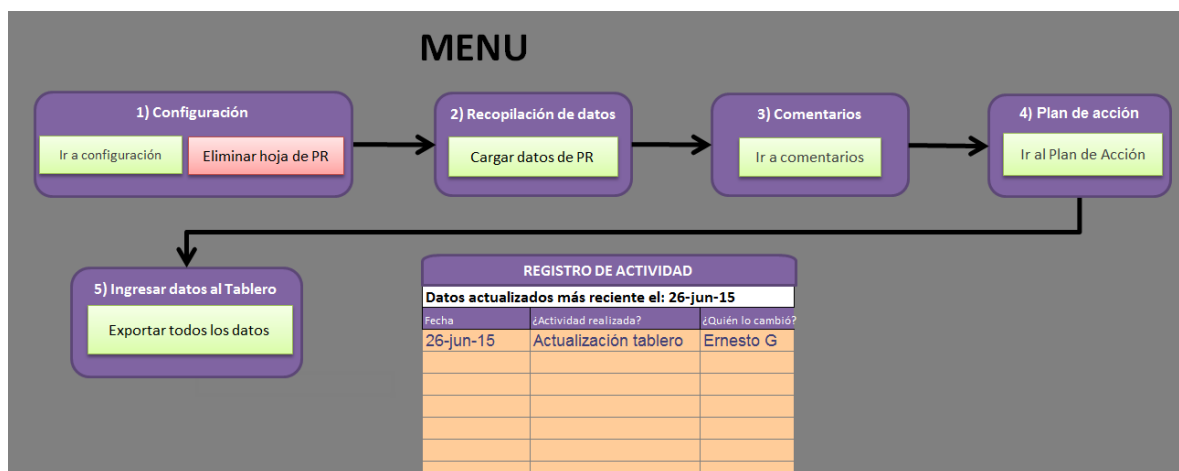 MENU
1) Configuración
Ir a configuración
Eliminar hoja de PR
2) Recopilación de datos
Cargar datos de PR
3) Comentarios
Ir a comentarios
4) Plan de acción
Ir al Plan de Acción
5) Ingresar datos al Tablero
Exportar todos los datos
REGISTRO DE ACTIVIDAD
Datos actualizados más reciente el: 26-jun-15
Fecha ¿Actividad realizada? ¿Quién lo cambió?
26-jun-15 Actualización tablero Ernesto G